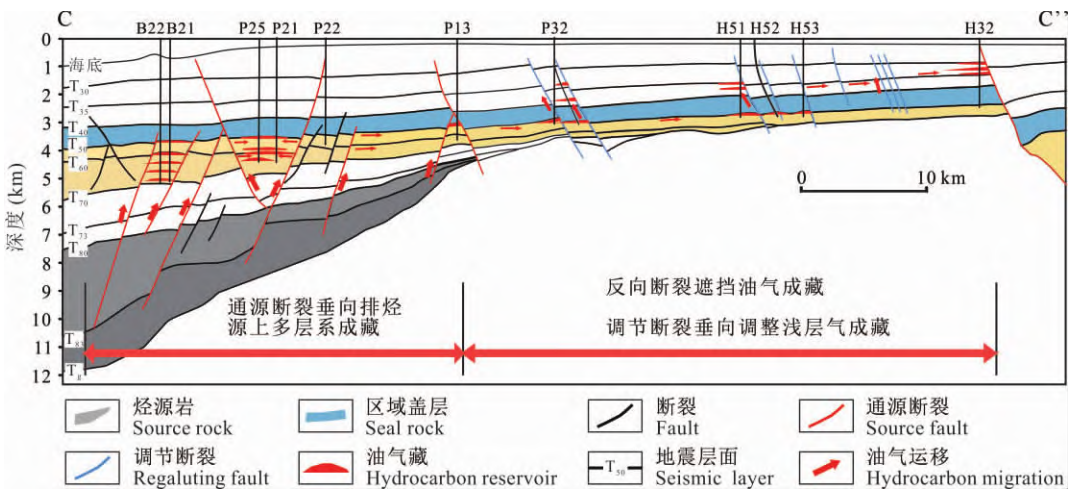 C
C''
B22 B21 P25 P21 P22 P13 P32 H51 H52 H53 H32
0
海底
1
T30
2
T35
3
T40
4
T50
T60
5
T70
6
T73
7
T80
8
9
10
T83
11
Tg
12
深度 (km)
0 10 km
通源断裂垂向排烃
源上多层系成藏
反向断裂遮挡油气成藏
调节断裂垂向调整浅层气成藏
烃源岩
Source rock
区域盖层
Seal rock
断裂
Fault
通源断裂
Source fault
调节断裂
Regaluting fault
油气藏
Hydrocarbon reservoir
T50
地震层面
Seismic layer
油气运移
Hydrocarbon migration